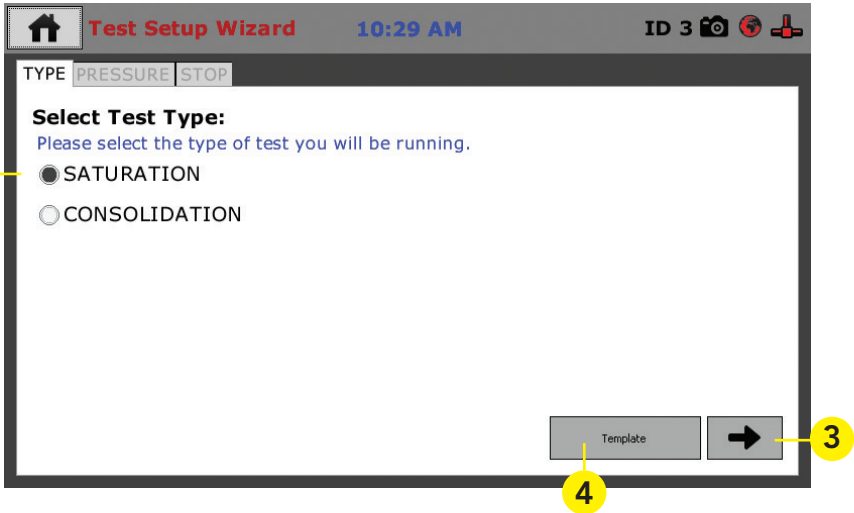 Test Setup Wizard 10:29 AM ID 3
TYPE PRESSURE STOP
Select Test Type:
Please select the type of test you will be running.
SATURATION
CONSOLIDATION
Template
3
4